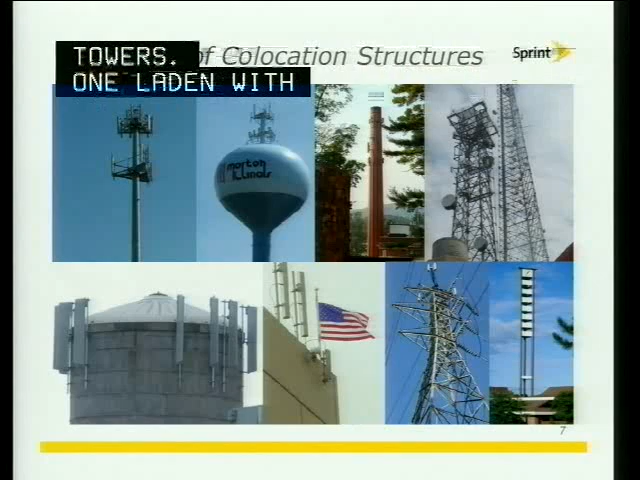 TOWERS.
of Colocation Structures
Sprint
ONE LADEN WITH
morton
Illinois
7